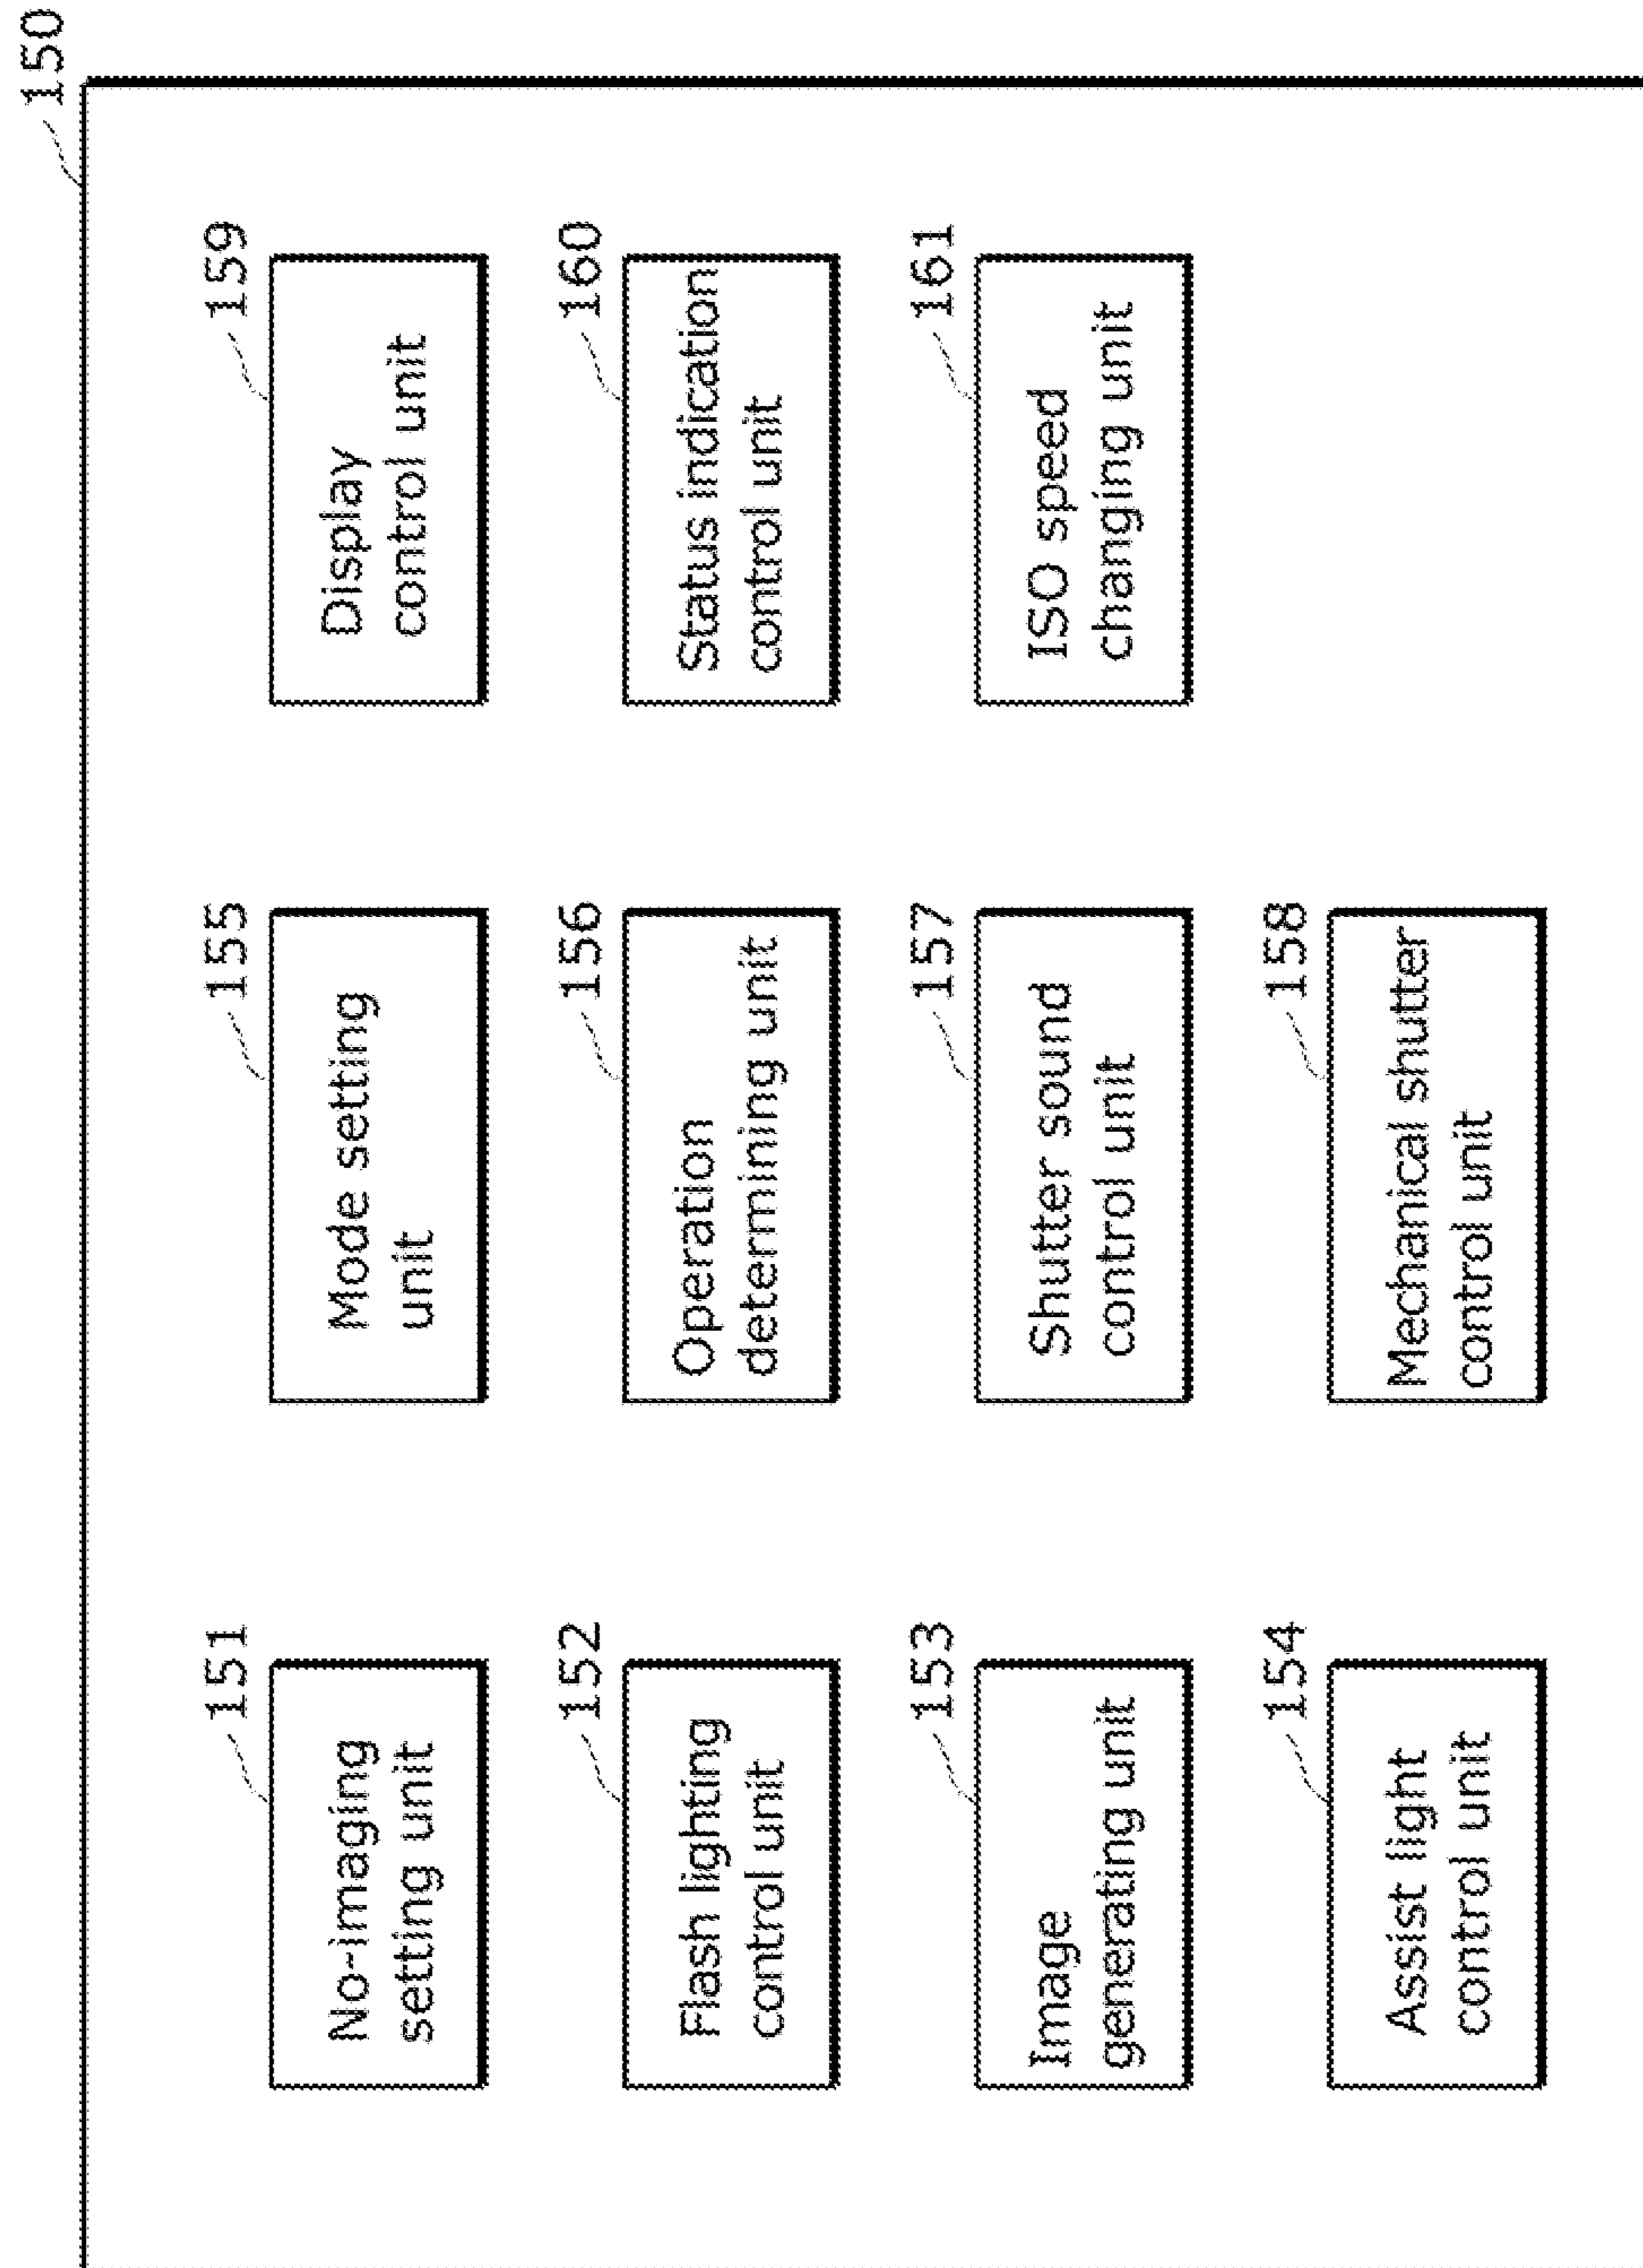 150
151
No-imaging
setting unit
152
Flash lighting
control unit
153
Image
generating unit
154
Assist light
control unit
155
Mode setting
unit
156
Operation
determining unit
157
Shutter sound
control unit
158
Mechanical shutter
control unit
159
Display
control unit
160
Status indication
control unit
161
ISO speed
changing unit